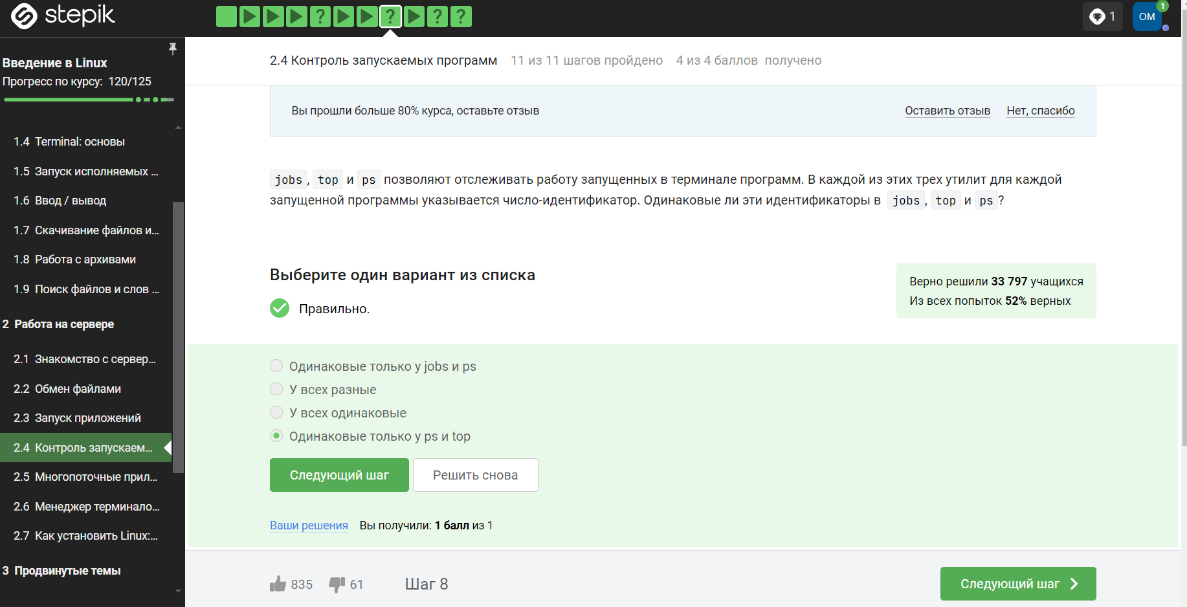 stepik
? ? ? ?
1
OM
1
Введение в Linux
Прогресс по курсу: 120/125
1.4 Terminal: основы
1.5 Запуск исполняемых ...
1.6 Ввод / вывод
1.7 Скачивание файлов и...
1.8 Работа с архивами
1.9 Поиск файлов и слов ...
2 Работа на сервере
2.1 Знакомство с сервер...
2.2 Обмен файлами
2.3 Запуск приложений
2.4 Контроль запускаем...
2.5 Многопоточные прил...
2.6 Менеджер терминало...
2.7 Как установить Linux:...
3 Продвинутые темы
2.4 Контроль запускаемых программ 11 из 11 шагов пройдено 4 из 4 баллов получено
Вы прошли больше 80% курса, оставьте отзыв Оставить отзыв Нет, спасибо
jobs, top и ps позволяют отслеживать работу запущенных в терминале программ. В каждой из этих трех утилит для каждой
запущенной программы указывается число-идентификатор. Одинаковые ли эти идентификаторы в jobs, top и ps?
Выберите один вариант из списка
Правильно.
Верно решили 33 797 учащихся
Из всех попыток 52% верных
Одинаковые только у jobs и ps
У всех разные
У всех одинаковые
Одинаковые только у ps и top
Следующий шаг Решить снова
Ваши решения Вы получили: 1 балл из 1
835 61 Шаг 8 Следующий шаг